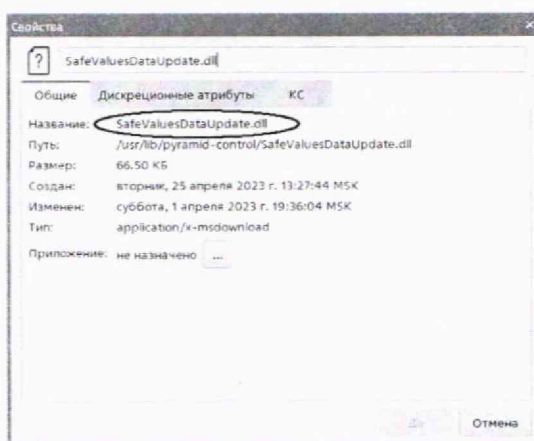 Свойства
SafeValuesDataUpdate.dll
Общие Дискреционные атрибуты КС
Название: SafeValuesDataUpdate.dll
Путь: /usr/lib/pyramid-control/SafeValuesDataUpdate.dll
Размер: 66.50 КБ
Создан: вторник, 25 апреля 2023 г. 13:27:44 MSK
Изменен: суббота, 1 апреля 2023 г. 19:36:04 MSK
Тип: application/x-msdownload
Приложение: не назначено ...
Отмена